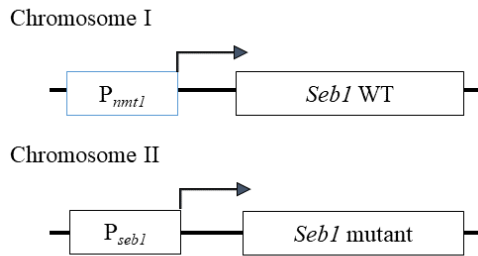 Chromosome I
Pnmt1 Seb1 WT
Chromosome II
Pseb1 Seb1 mutant